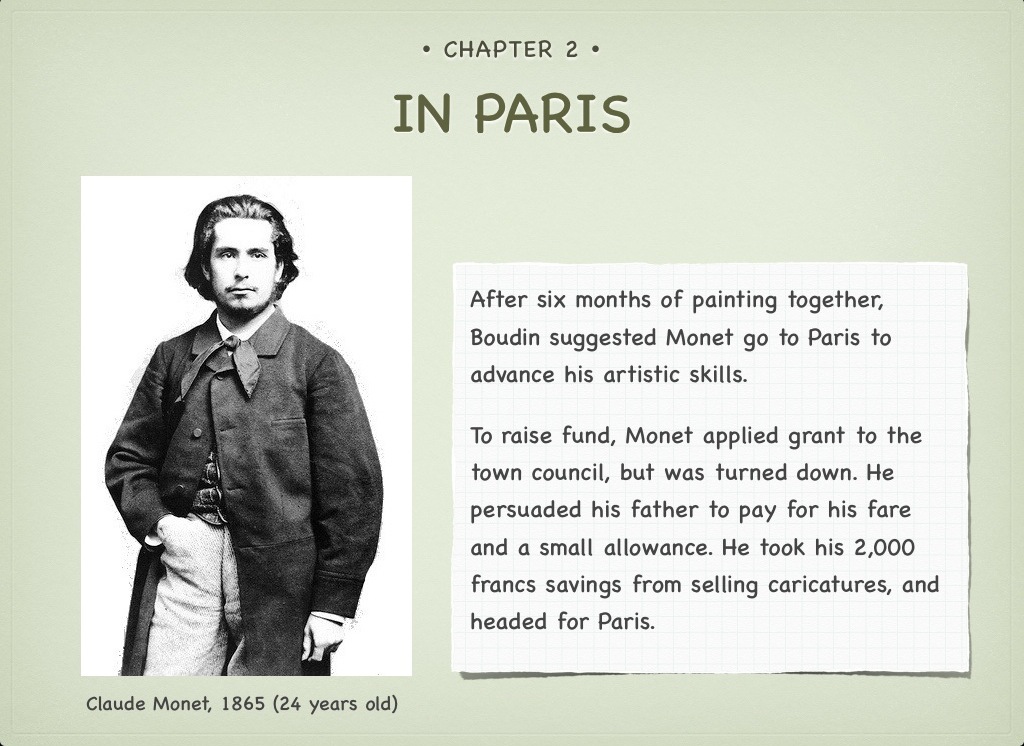 • CHAPTER 2 •
IN PARIS
After six months of painting together,
Boudin suggested Monet go to Paris to
advance his artistic skills.
To raise fund, Monet applied grant to the
town council, but was turned down. He
persuaded his father to pay for his fare
and a small allowance. He took his 2,000
francs savings from selling caricatures, and
headed for Paris.
Claude Monet, 1865 (24 years old)